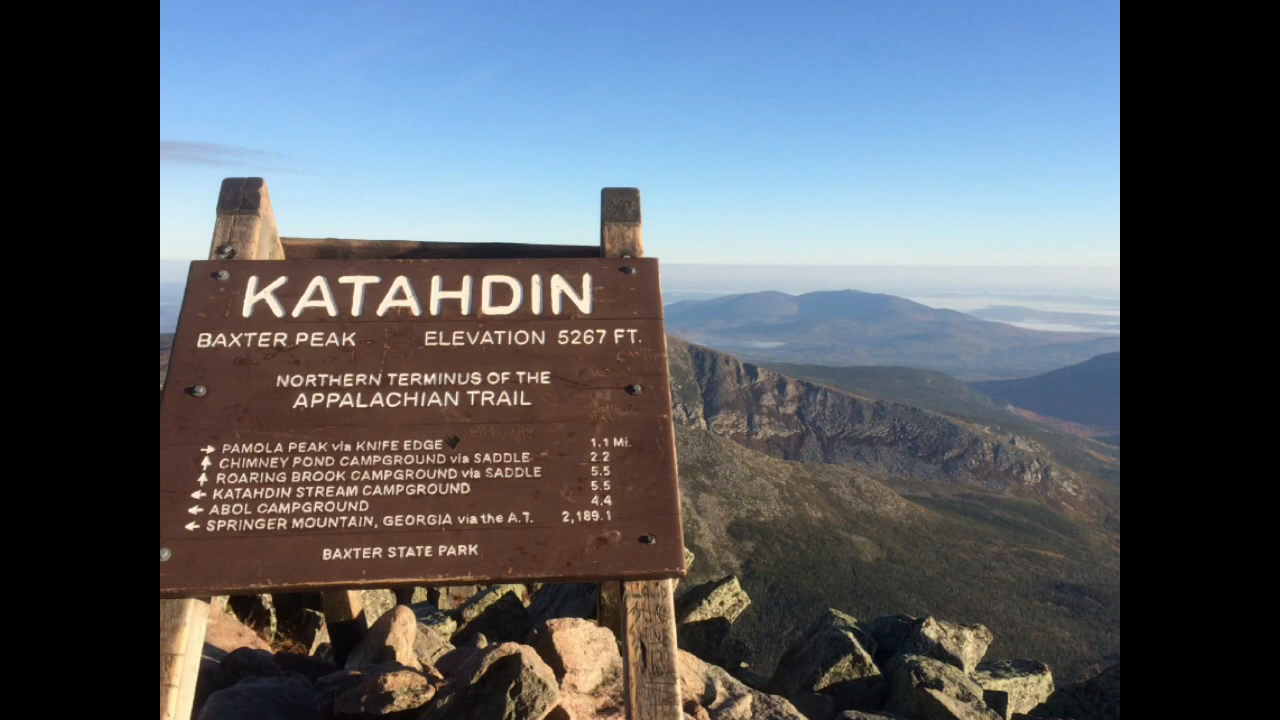 KATAHDIN
BAXTER PEAK ELEVATION 5267 FT.
NORTHERN TERMINUS OF THE
APPALACHIAN TRAIL
→ PAMOLA PEAK via KNIFE EDGE 1.1 Mi.
↑ CHIMNEY POND CAMPGROUND via SADDLE 2.2
↑ ROARING BROOK CAMPGROUND via SADDLE 5.5
← KATAHDIN STREAM CAMPGROUND 5.5
← ABOL CAMPGROUND 4.4
← SPRINGER MOUNTAIN, GEORGIA via the A.T. 2,189.1
BAXTER STATE PARK